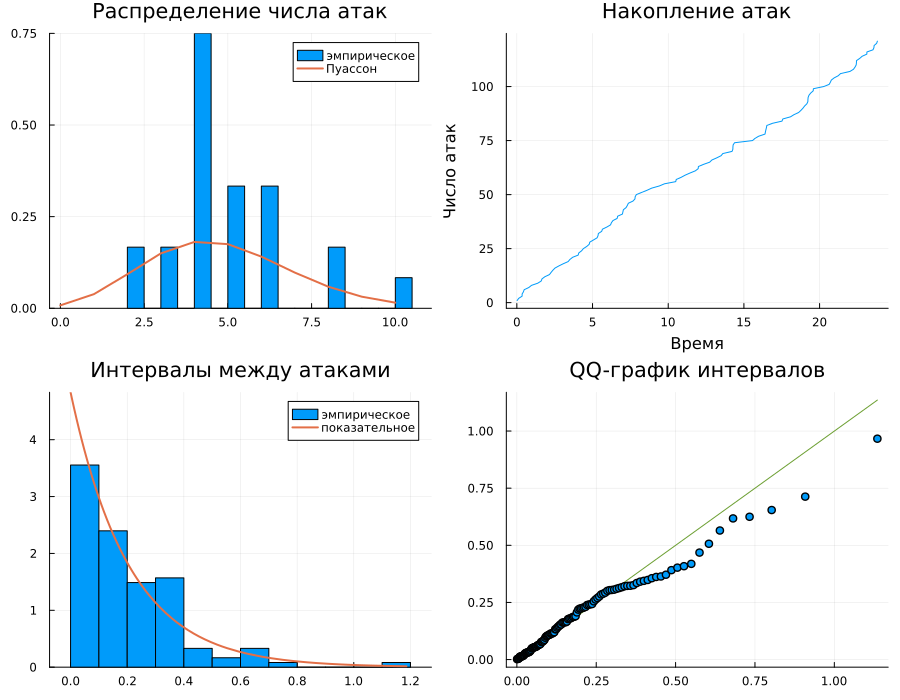 Распределение числа атак
0.75
0.50
0.25
0.00
0.0 2.5 5.0 7.5 10.0
эмпирическое
Пуассон
Накопление атак
Число атак
100
75
50
25
0
0 5 10 15 20
Время
Интервалы между атаками
4
3
2
1
0
0.0 0.2 0.4 0.6 0.8 1.0 1.2
эмпирическое
показательное
QQ-график интервалов
1.00
0.75
0.50
0.25
0.00
0.00 0.25 0.50 0.75 1.00